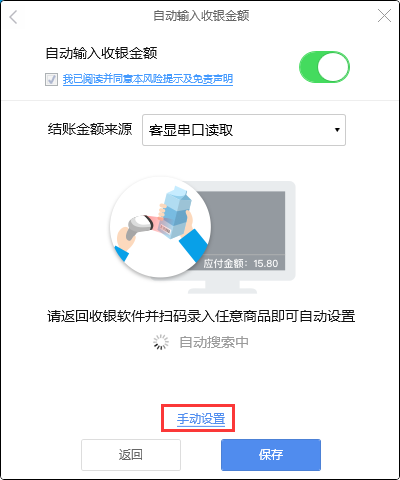 自动输入收银金额
自动输入收银金额
我已阅读并同意本风险提示及免责声明
结账金额来源 客显串口读取
应付金额：15.80
请返回收银软件并扫码录入任意商品即可自动设置
自动搜索中
手动设置
返回 保存